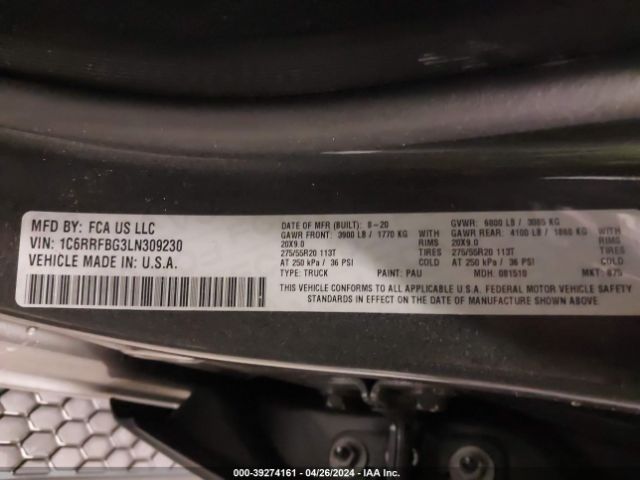 MFD BY: FCA US LLC
VIN: 1C6RRFBG3LN309230
VEHICLE MADE IN: U.S.A.
DATE OF MFR (BUILT): 8-20 GVWR: 6800 LB / 3085 KG
GAWR FRONT: 3900 LB / 1770 KG WITH GAWR REAR: 4100 LB / 1860 KG WITH
20X9.0 RIMS 20X9.0 RIMS
275/55R20 113T TIRES 275/55R20 113T TIRES
AT 250 kPa / 36 PSI COLD AT 250 kPa / 36 PSI COLD
TYPE: TRUCK PAINT: PAU MDH: 081510 MKT: 875
THIS VEHICLE CONFORMS TO ALL APPLICABLE U.S.A. FEDERAL MOTOR VEHICLE SAFETY
STANDARDS IN EFFECT ON THE DATE OF MANUFACTURE SHOWN ABOVE.
000-39274161 - 04/26/2024 - IAA Inc.